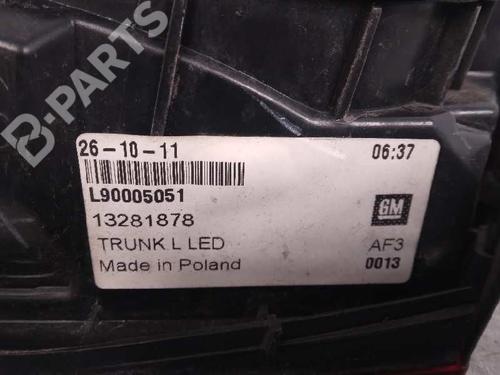 B-PARTS
26-10-11 06:37
L90005051
13281878 GM
TRUNK L LED AF3
Made in Poland 0013